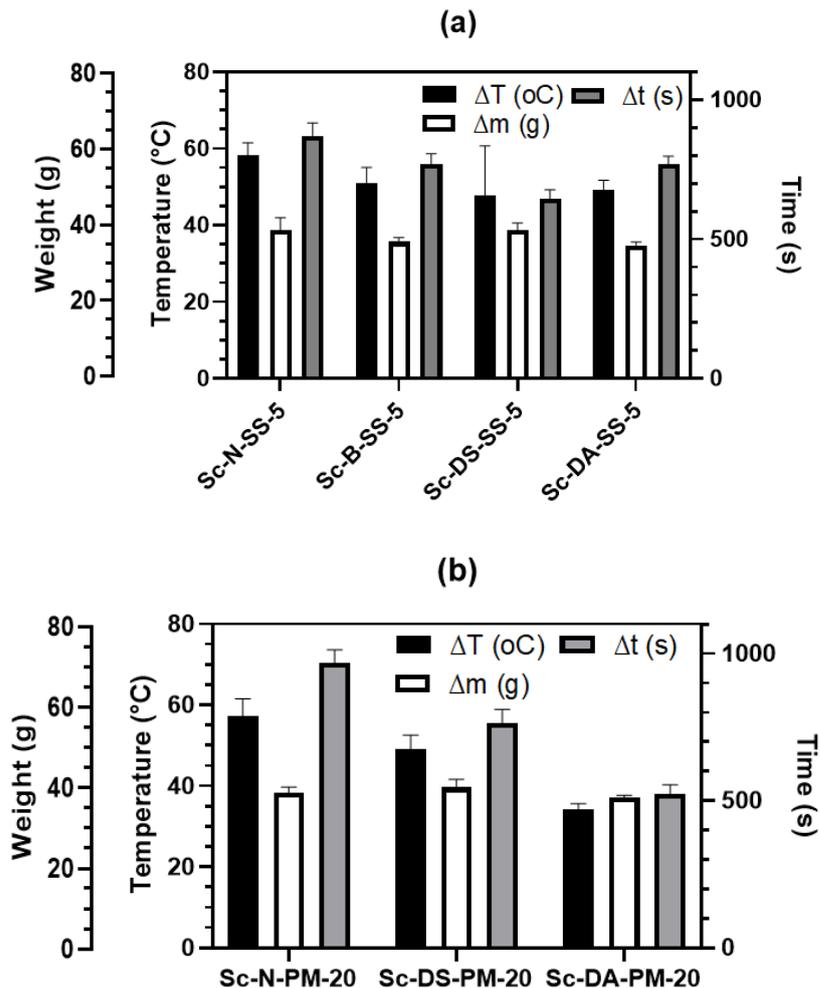 (a)
Weight (g)
80
60
40
20
0
Temperature (°C)
80
60
40
20
0
ΔT (oC) Δt (s)
Δm (g)
Time (s)
1000
500
0
Sc-N-SS-5
Sc-B-SS-5
Sc-DS-SS-5
Sc-DA-SS-5
(b)
Weight (g)
80
60
40
20
0
Temperature (°C)
80
60
40
20
0
ΔT (oC) Δt (s)
Δm (g)
Time (s)
1000
500
0
Sc-N-PM-20 Sc-DS-PM-20 Sc-DA-PM-20